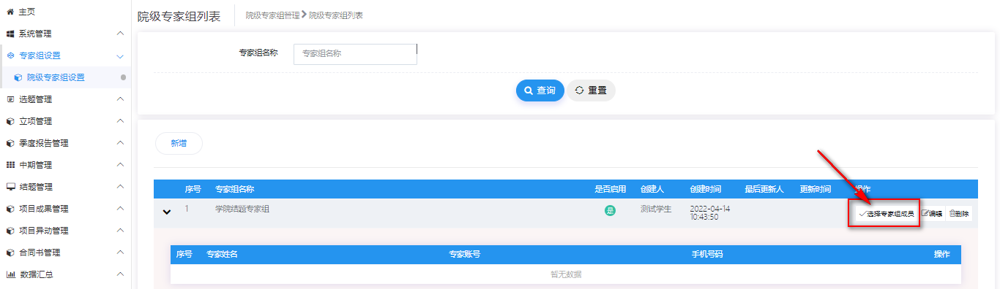 主页
系统管理
专家组设置
院级专家组设置
选题管理
立项管理
季度报告管理
中期管理
结题管理
项目成果管理
项目异动管理
合同书管理
数据汇总
院级专家组列表 院级专家组管理 院级专家组列表
专家组名称 专家组名称
查询 重置
新增
序号 专家组名称 是否启用 创建人 创建时间 最后更新人 更新时间 操作
1 学院结题专家组 是 测试学生 2022-04-14
10:43:50
选择专家组成员 编辑 删除
序号 专家姓名 专家账号 手机号码 操作
暂无数据